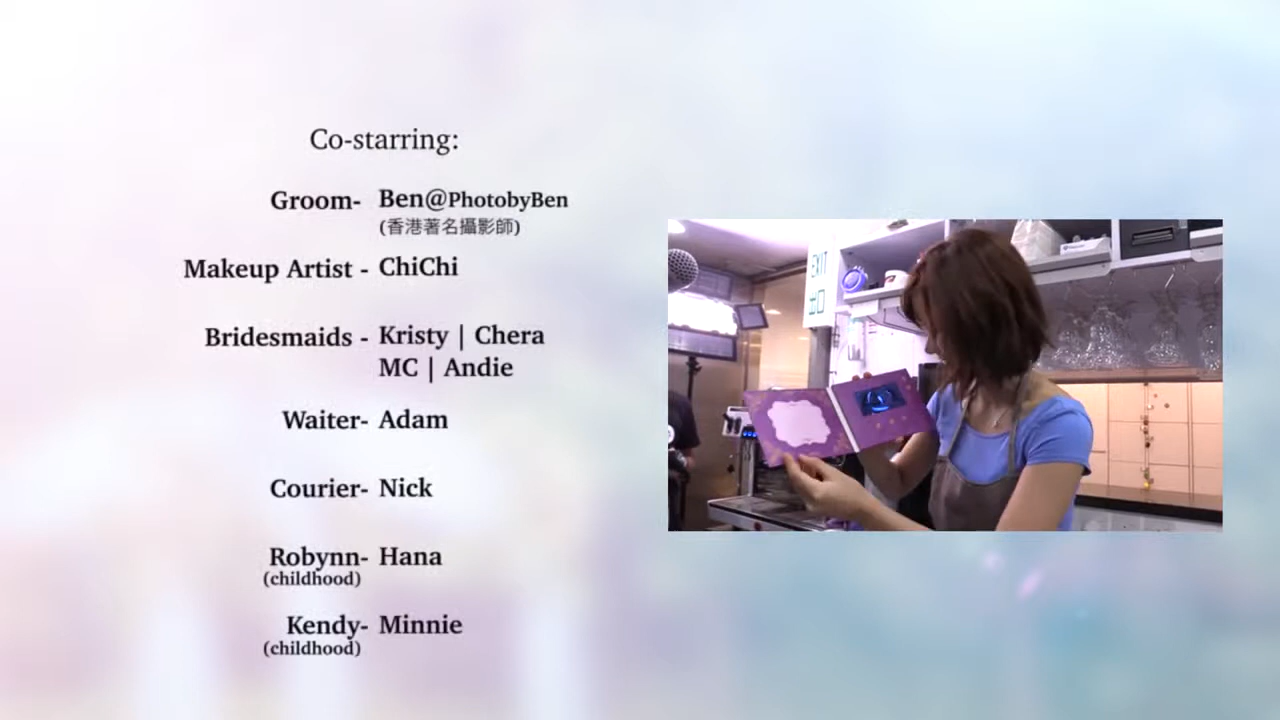 Co-starring:
Groom- Ben@PhotobyBen
(香港著名攝影師)
Makeup Artist - ChiChi
Bridesmaids - Kristy | Chera
MC | Andie
Waiter- Adam
Courier- Nick
Robynn- Hana
(childhood)
Kendy- Minnie
(childhood)
EXIT
出口